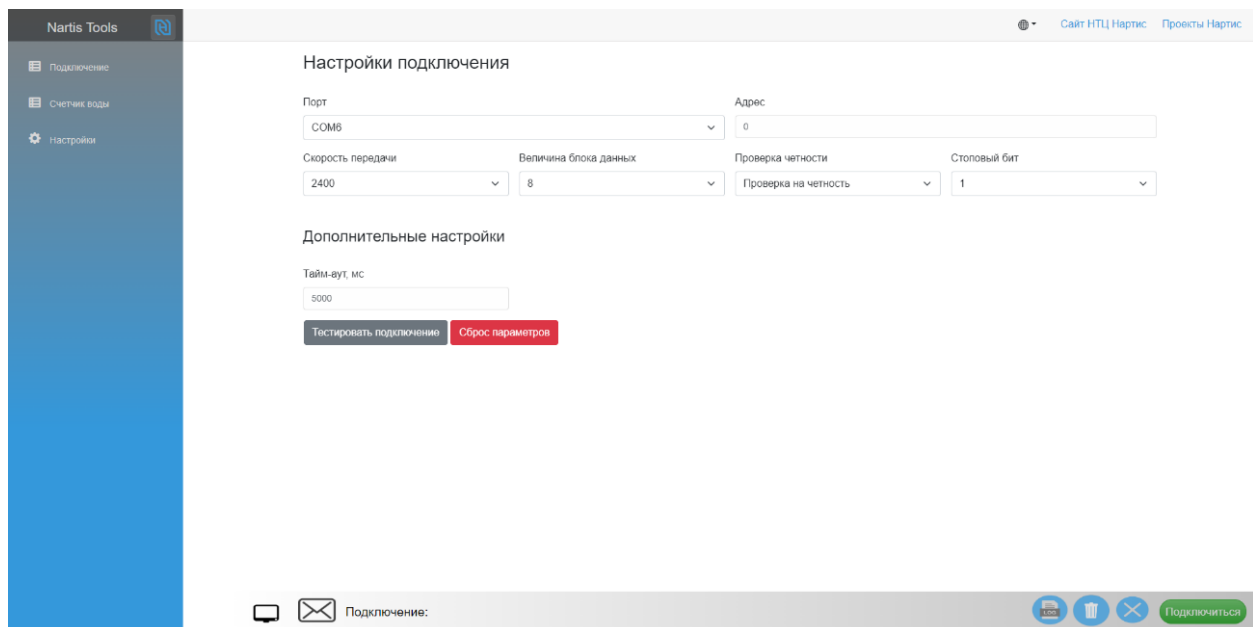 Nartis Tools
Сайт НТЦ Нартис Проекты Нартис
Подключение
Счетчик воды
Настройки
Настройки подключения
Порт Адрес
COM6 0
Скорость передачи Величина блока данных Проверка четности Стоповый бит
2400 8 Проверка на четность 1
Дополнительные настройки
Тайм-аут, мс
5000
Тестировать подключение Сброс параметров
Подключение: LOG Подключиться